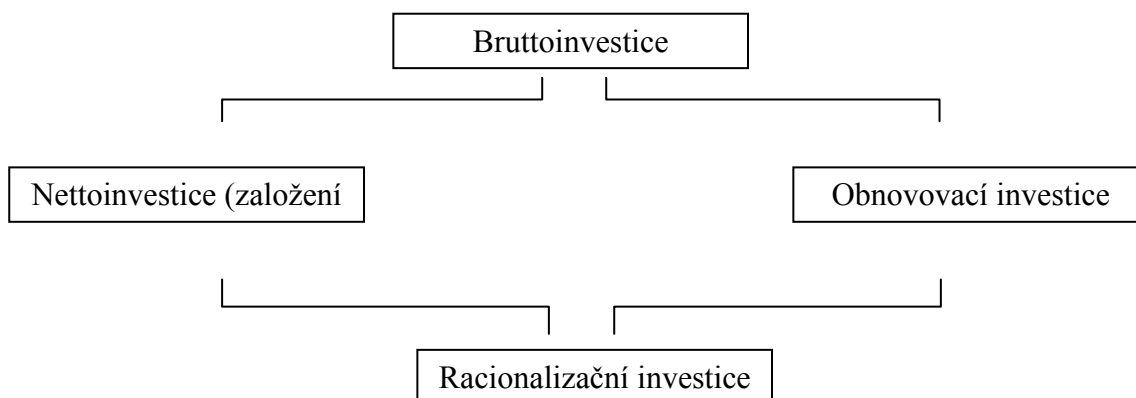 Bruttoinvestice
Nettoinvestice (založení
Obnovovací investice
Racionalizační investice